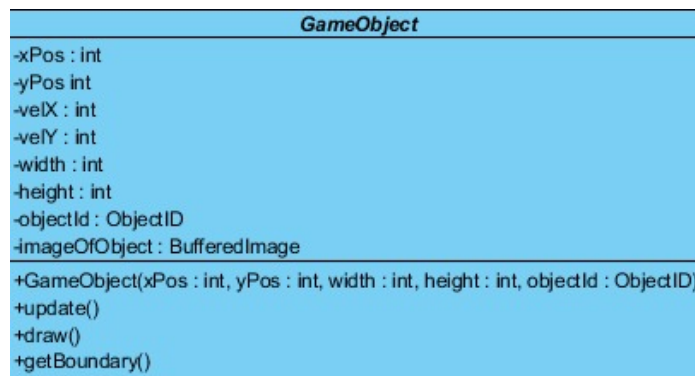 GameObject
-xPos : int
-yPos int
-velX : int
-velY : int
-width : int
-height : int
-objectId : ObjectID
-imageOfObject : BufferedImage
+GameObject(xPos : int, yPos : int, width : int, height : int, objectId : ObjectID)
+update()
+draw()
+getBoundary()